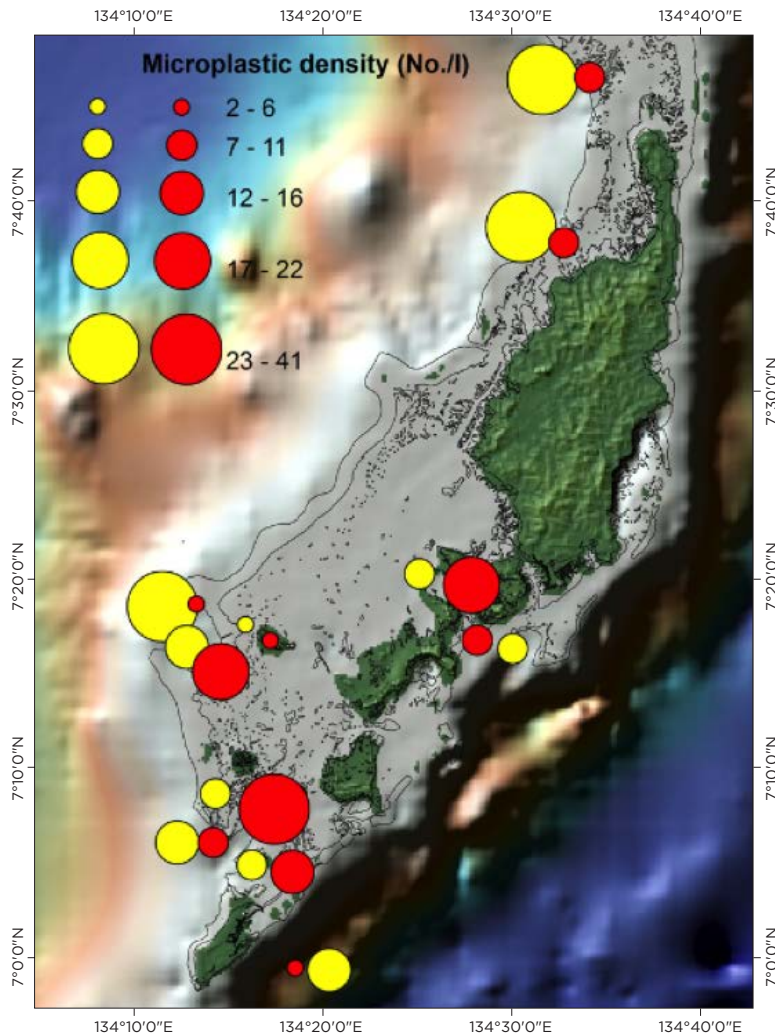 134°10'0"E 134°20'0"E 134°30'0"E 134°40'0"E
Microplastic density (No./l)
2 - 6
7 - 11
12 - 16
17 - 22
23 - 41
7°40'0"N 7°40'0"N
7°30'0"N 7°30'0"N
7°20'0"N 7°20'0"N
7°10'0"N 7°10'0"N
7°0'0"N 7°0'0"N
134°10'0"E 134°20'0"E 134°30'0"E 134°40'0"E